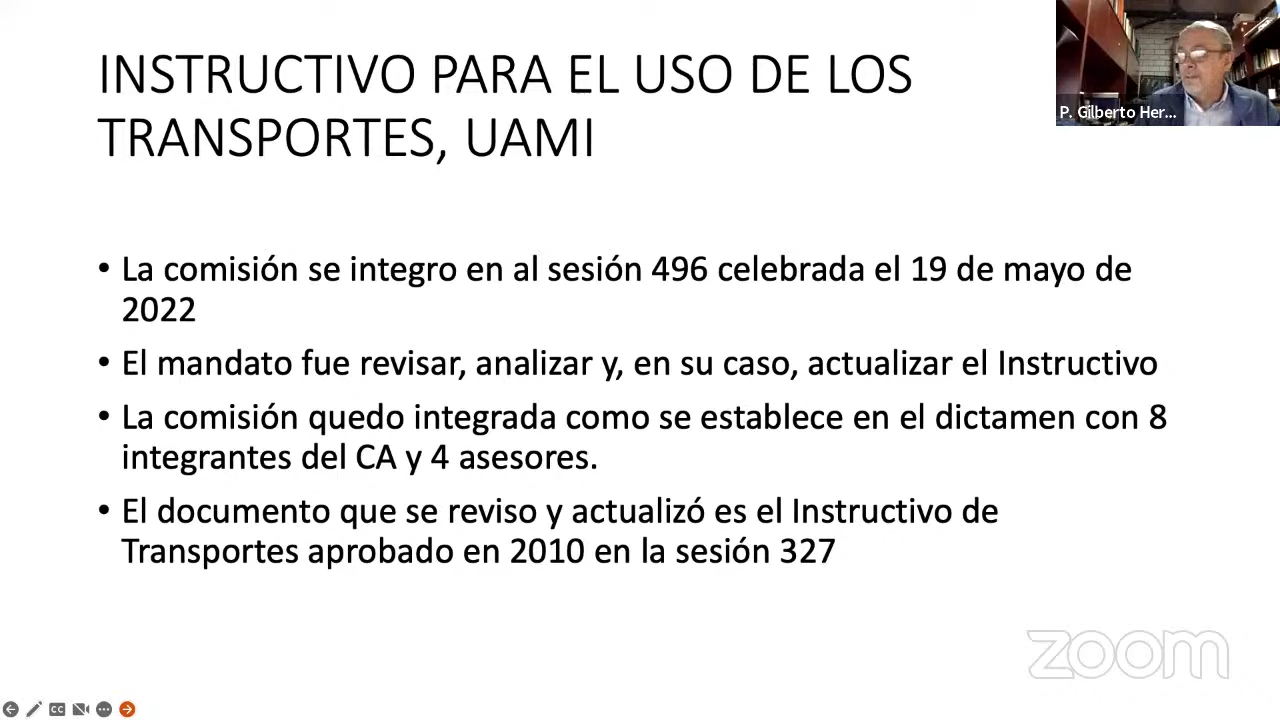 INSTRUCTIVO PARA EL USO DE LOS
TRANSPORTES, UAMI
P. Gilberto Her...
• La comisión se integro en al sesión 496 celebrada el 19 de mayo de
2022
• El mandato fue revisar, analizar y, en su caso, actualizar el Instructivo
• La comisión quedo integrada como se establece en el dictamen con 8
integrantes del CA y 4 asesores.
• El documento que se reviso y actualizó es el Instructivo de
Transportes aprobado en 2010 en la sesión 327
zoom
CC